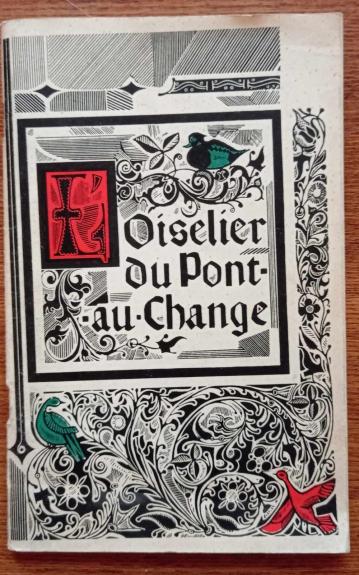 L'Oiselier
du Pont-
-au-Change